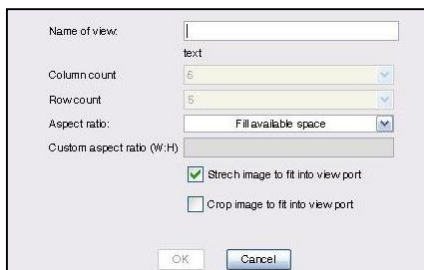 Name of view:
text
Column count 6
Row count 5
Aspect ratio: Fill available space
Custom aspect ratio (W:H)
Strech image to fit into view port
Crop image to fit into view port
OK Cancel